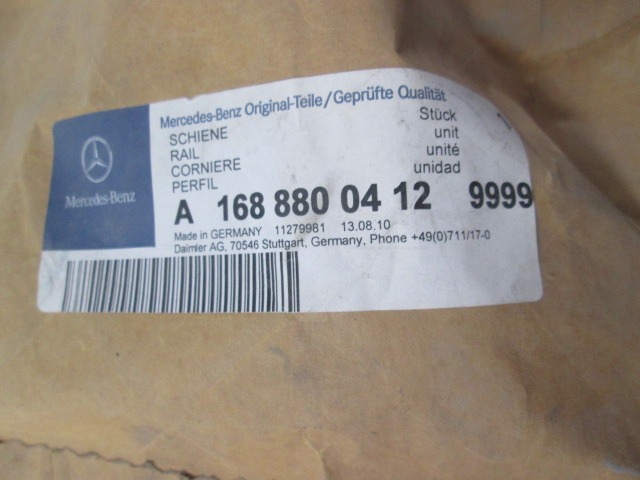 Mercedes-Benz Original-Teile/Geprüfte Qualität
SCHIENE Stück
RAIL unit
CORNIERE unité
PERFIL unidad
Mercedes-Benz
A 168 880 04 12 9999
Made in GERMANY 11279981 13.08.10
Daimler AG, 70546 Stuttgart, Germany, Phone +49(0)711/17-0